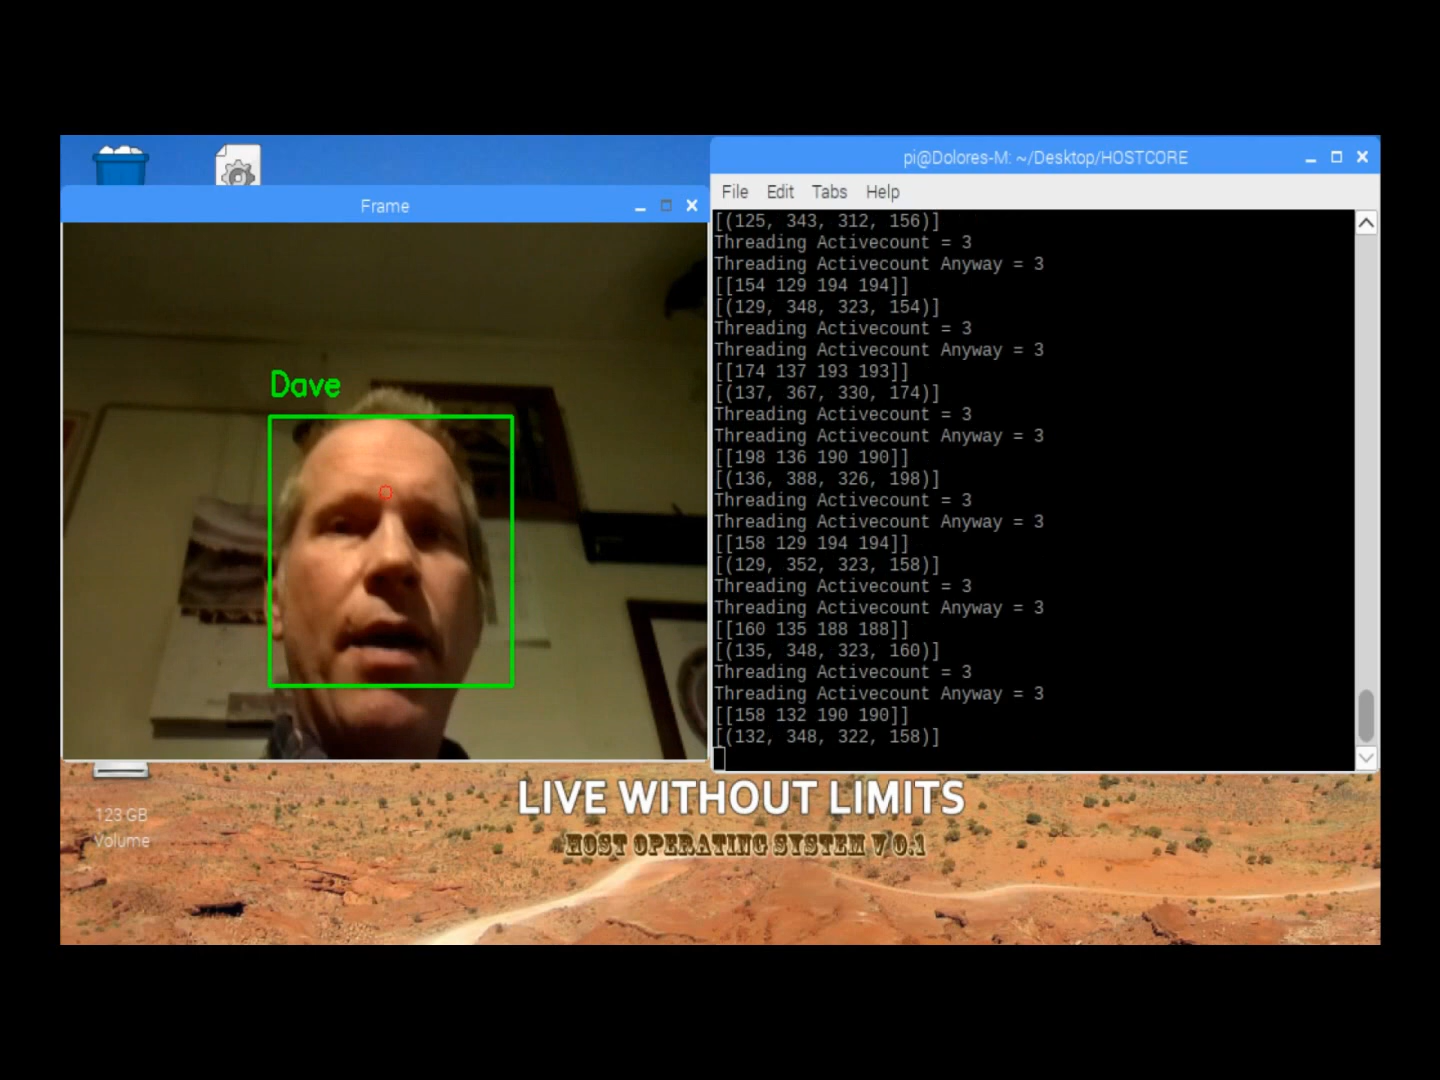 pi@Dolores-M: ~/Desktop/HOSTCORE
File Edit Tabs Help
Frame
Dave
[(125, 343, 312, 156)]
Threading Activecount = 3
Threading Activecount Anyway = 3
[[154 129 194 194]]
[(129, 348, 323, 154)]
Threading Activecount = 3
Threading Activecount Anyway = 3
[[174 137 193 193]]
[(137, 367, 330, 174)]
Threading Activecount = 3
Threading Activecount Anyway = 3
[[198 136 190 190]]
[(136, 388, 326, 198)]
Threading Activecount = 3
Threading Activecount Anyway = 3
[[158 129 194 194]]
[(129, 352, 323, 158)]
Threading Activecount = 3
Threading Activecount Anyway = 3
[[160 135 188 188]]
[(135, 348, 323, 160)]
Threading Activecount = 3
Threading Activecount Anyway = 3
[[158 132 190 190]]
[(132, 348, 322, 158)]
LIVE WITHOUT LIMITS
HOST OPERATING SYSTEM V 0.1
123 GB
Volume